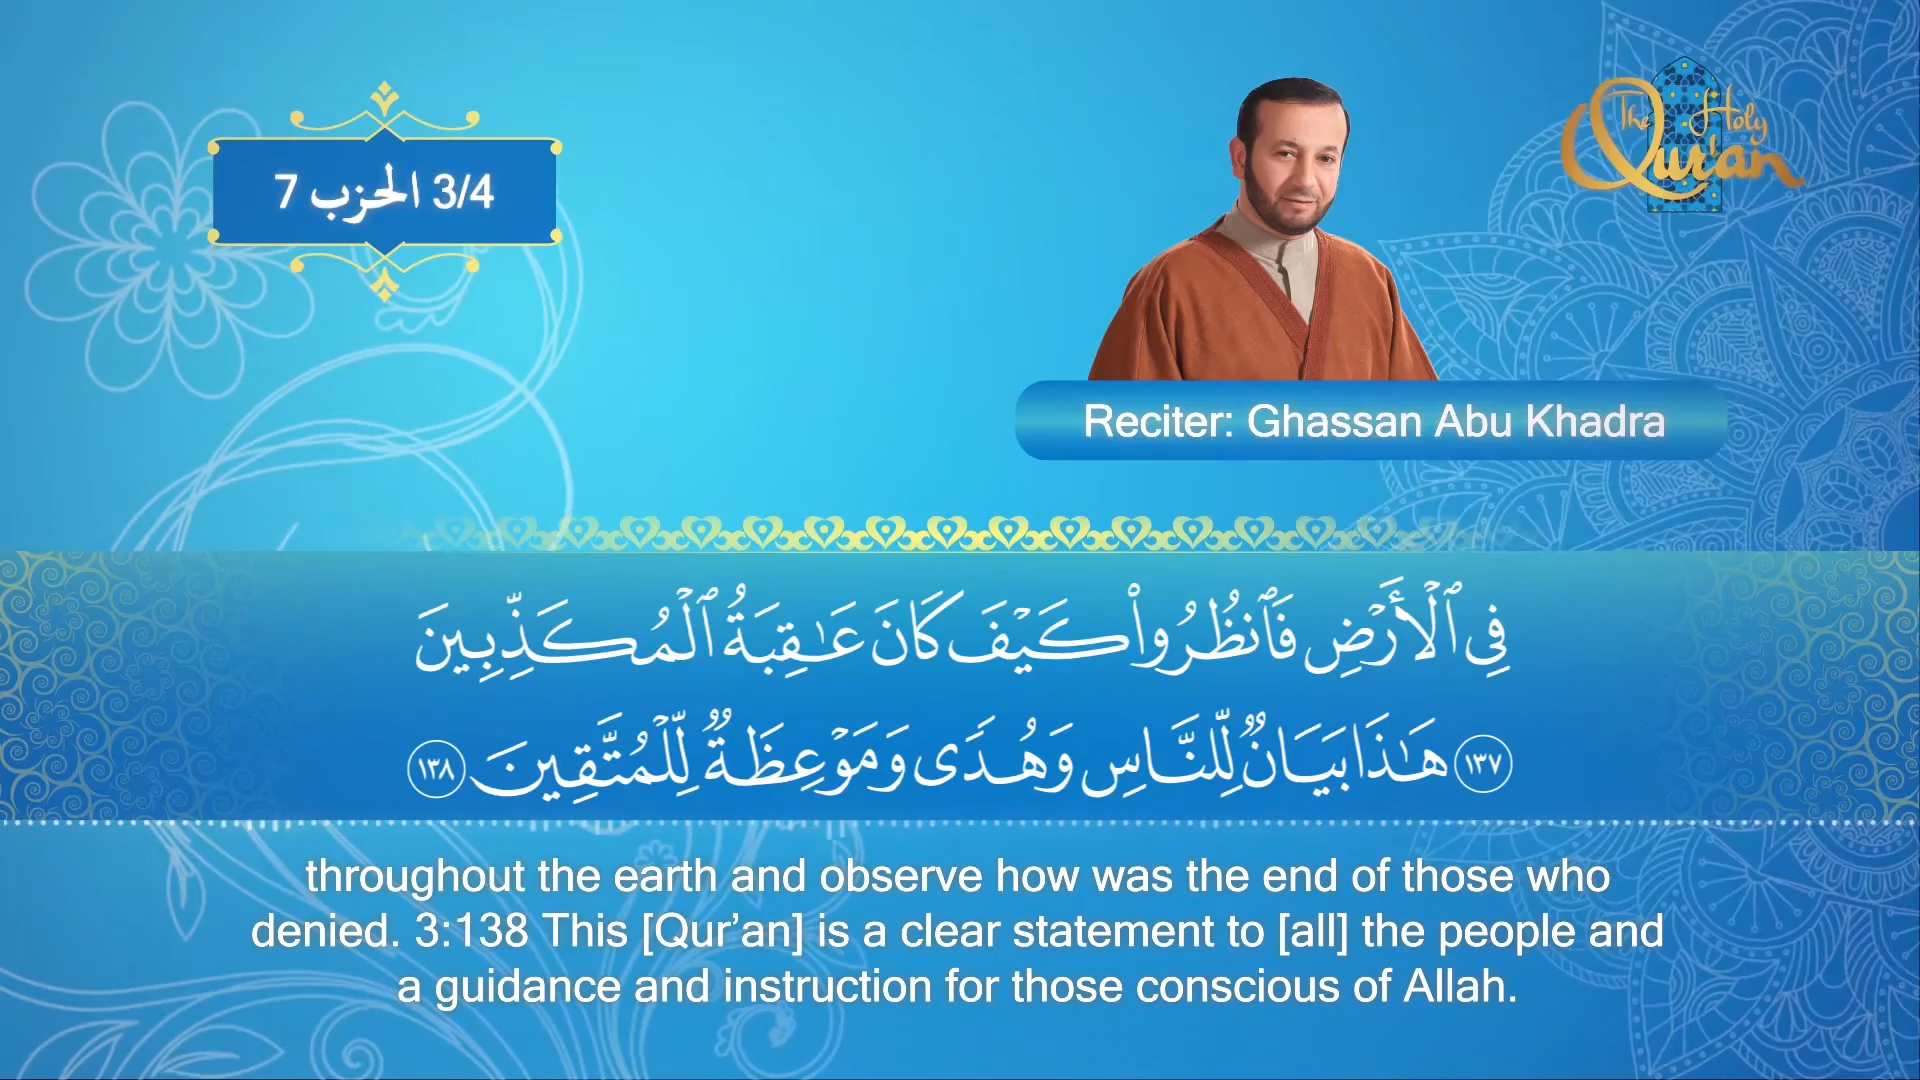 3/4 الحزب 7
The Holy
Qur'an
Reciter: Ghassan Abu Khadra
فِى ٱلْأَرْضِ فَٱنظُرُوا۟ كَيْفَ كَانَ عَـٰقِبَةُ ٱلْمُكَذِّبِينَ
١٣٧ هَـٰذَا بَيَانٌ لِّلنَّاسِ وَهُدًى وَمَوْعِظَةٌ لِّلْمُتَّقِينَ ١٣٨
throughout the earth and observe how was the end of those who
denied. 3:138 This [Qur’an] is a clear statement to [all] the people and
a guidance and instruction for those conscious of Allah.